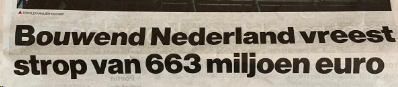 Bouwend Nederland vreest
strop van 663 miljoen euro